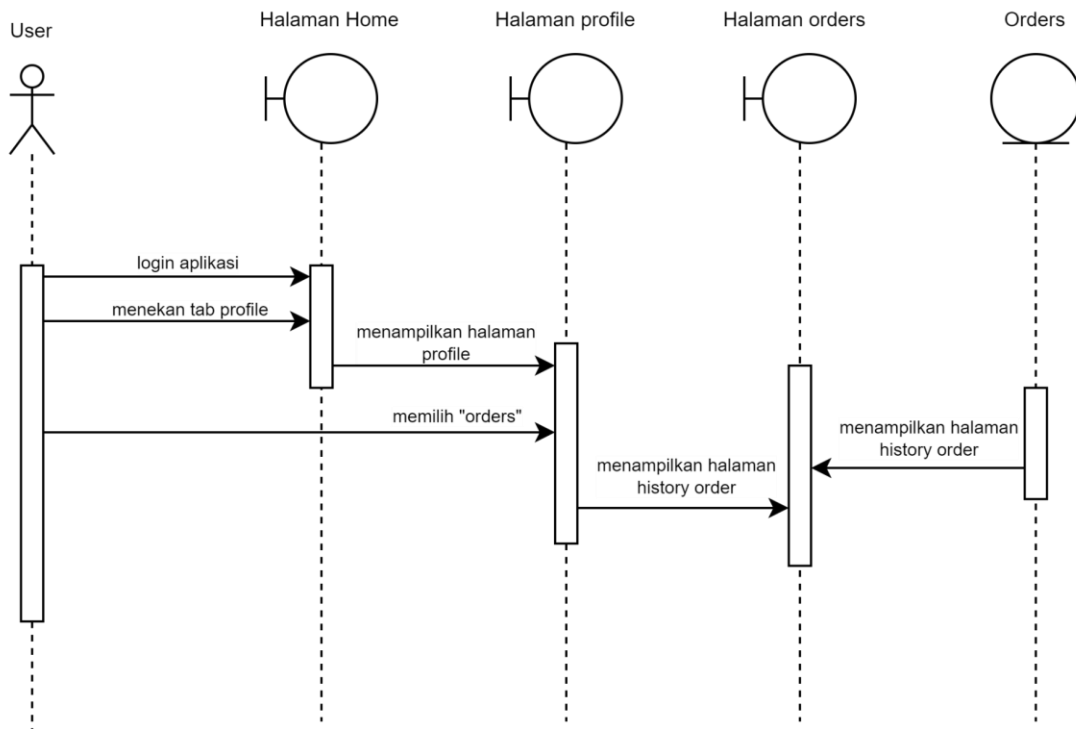 User
Halaman Home
Halaman profile
Halaman orders
Orders
login aplikasi
menekan tab profile
menampilkan halaman
profile
memilih "orders"
menampilkan halaman
history order
menampilkan halaman
history order